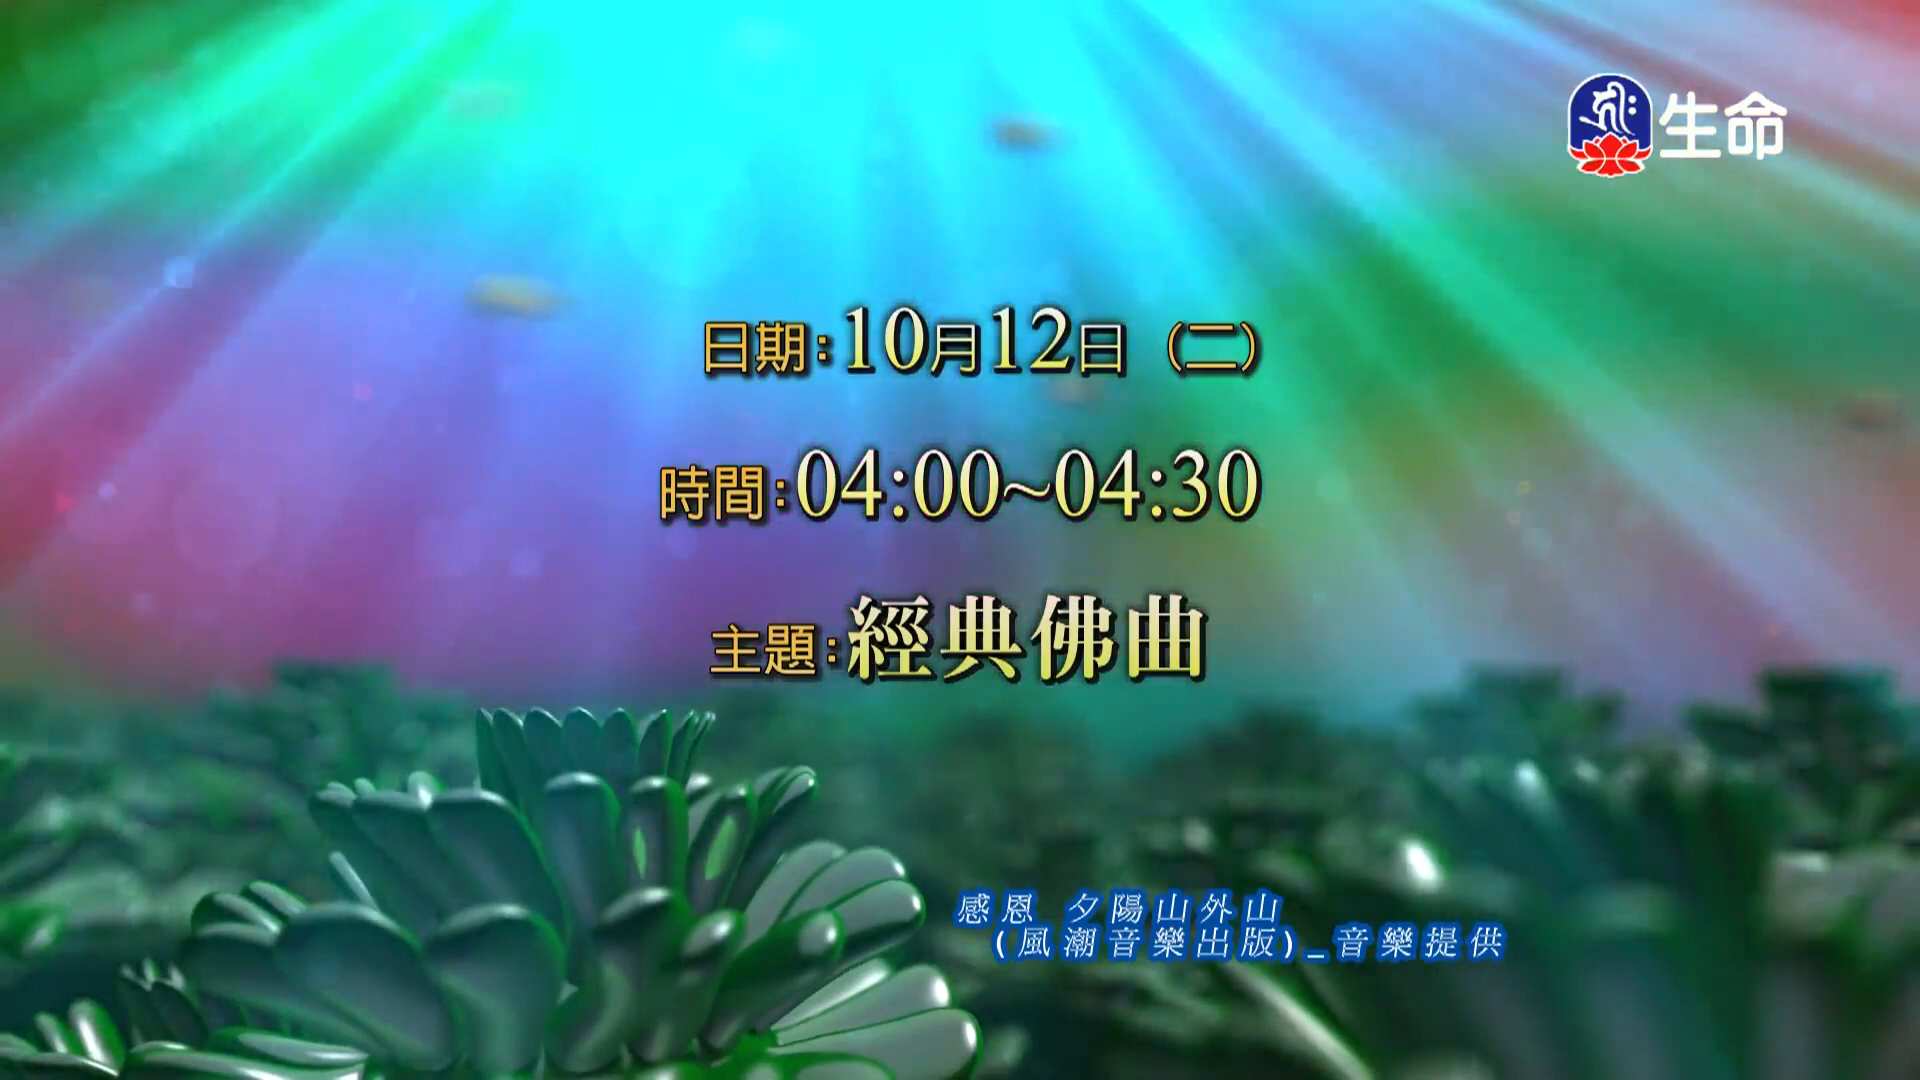 生命
日期:10月12日 (二)
時間:04:00~04:30
主題:經典佛曲
感恩 夕陽山外山
(風潮音樂出版)_音樂提供